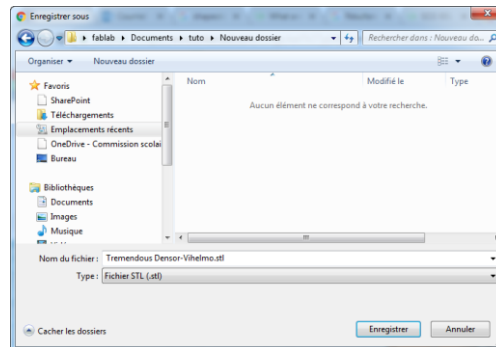 Enregistrer sous
fablab Documents tuto Nouveau dossier
Rechercher dans : Nouveau do...
Organiser Nouveau dossier
Favoris
SharePoint
Téléchargements
Emplacements récents
OneDrive - Commission scolai
Bureau
Bibliothèques
Documents
Images
Musique
Nom Modifié le Type
Aucun élément ne correspond à votre recherche.
Nom du fichier : Tremendous Densor-Vihelmo.stl
Type : Fichier STL (.stl)
Cacher les dossiers
Enregistrer Annuler